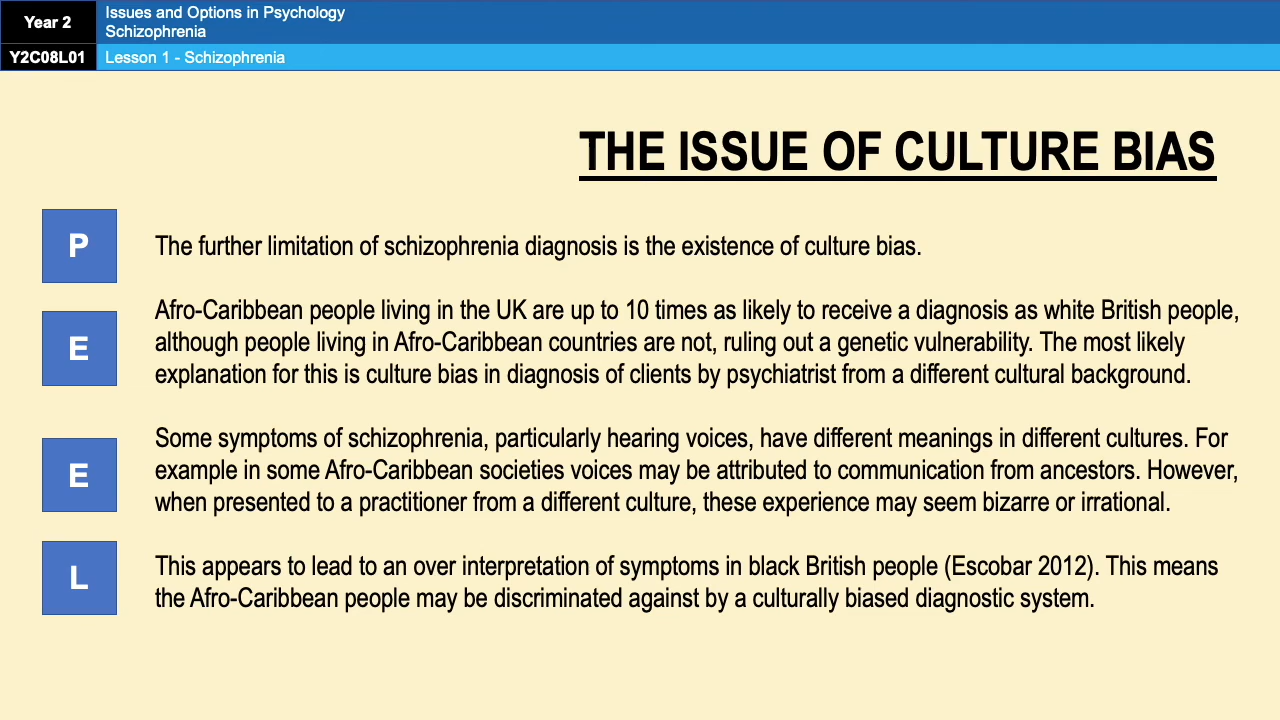 Year 2
Issues and Options in Psychology
Schizophrenia
Y2C08L01
Lesson 1 - Schizophrenia
THE ISSUE OF CULTURE BIAS
P
The further limitation of schizophrenia diagnosis is the existence of culture bias.
E
Afro-Caribbean people living in the UK are up to 10 times as likely to receive a diagnosis as white British people,
although people living in Afro-Caribbean countries are not, ruling out a genetic vulnerability. The most likely
explanation for this is culture bias in diagnosis of clients by psychiatrist from a different cultural background.
E
Some symptoms of schizophrenia, particularly hearing voices, have different meanings in different cultures. For
example in some Afro-Caribbean societies voices may be attributed to communication from ancestors. However,
when presented to a practitioner from a different culture, these experience may seem bizarre or irrational.
L
This appears to lead to an over interpretation of symptoms in black British people (Escobar 2012). This means
the Afro-Caribbean people may be discriminated against by a culturally biased diagnostic system.